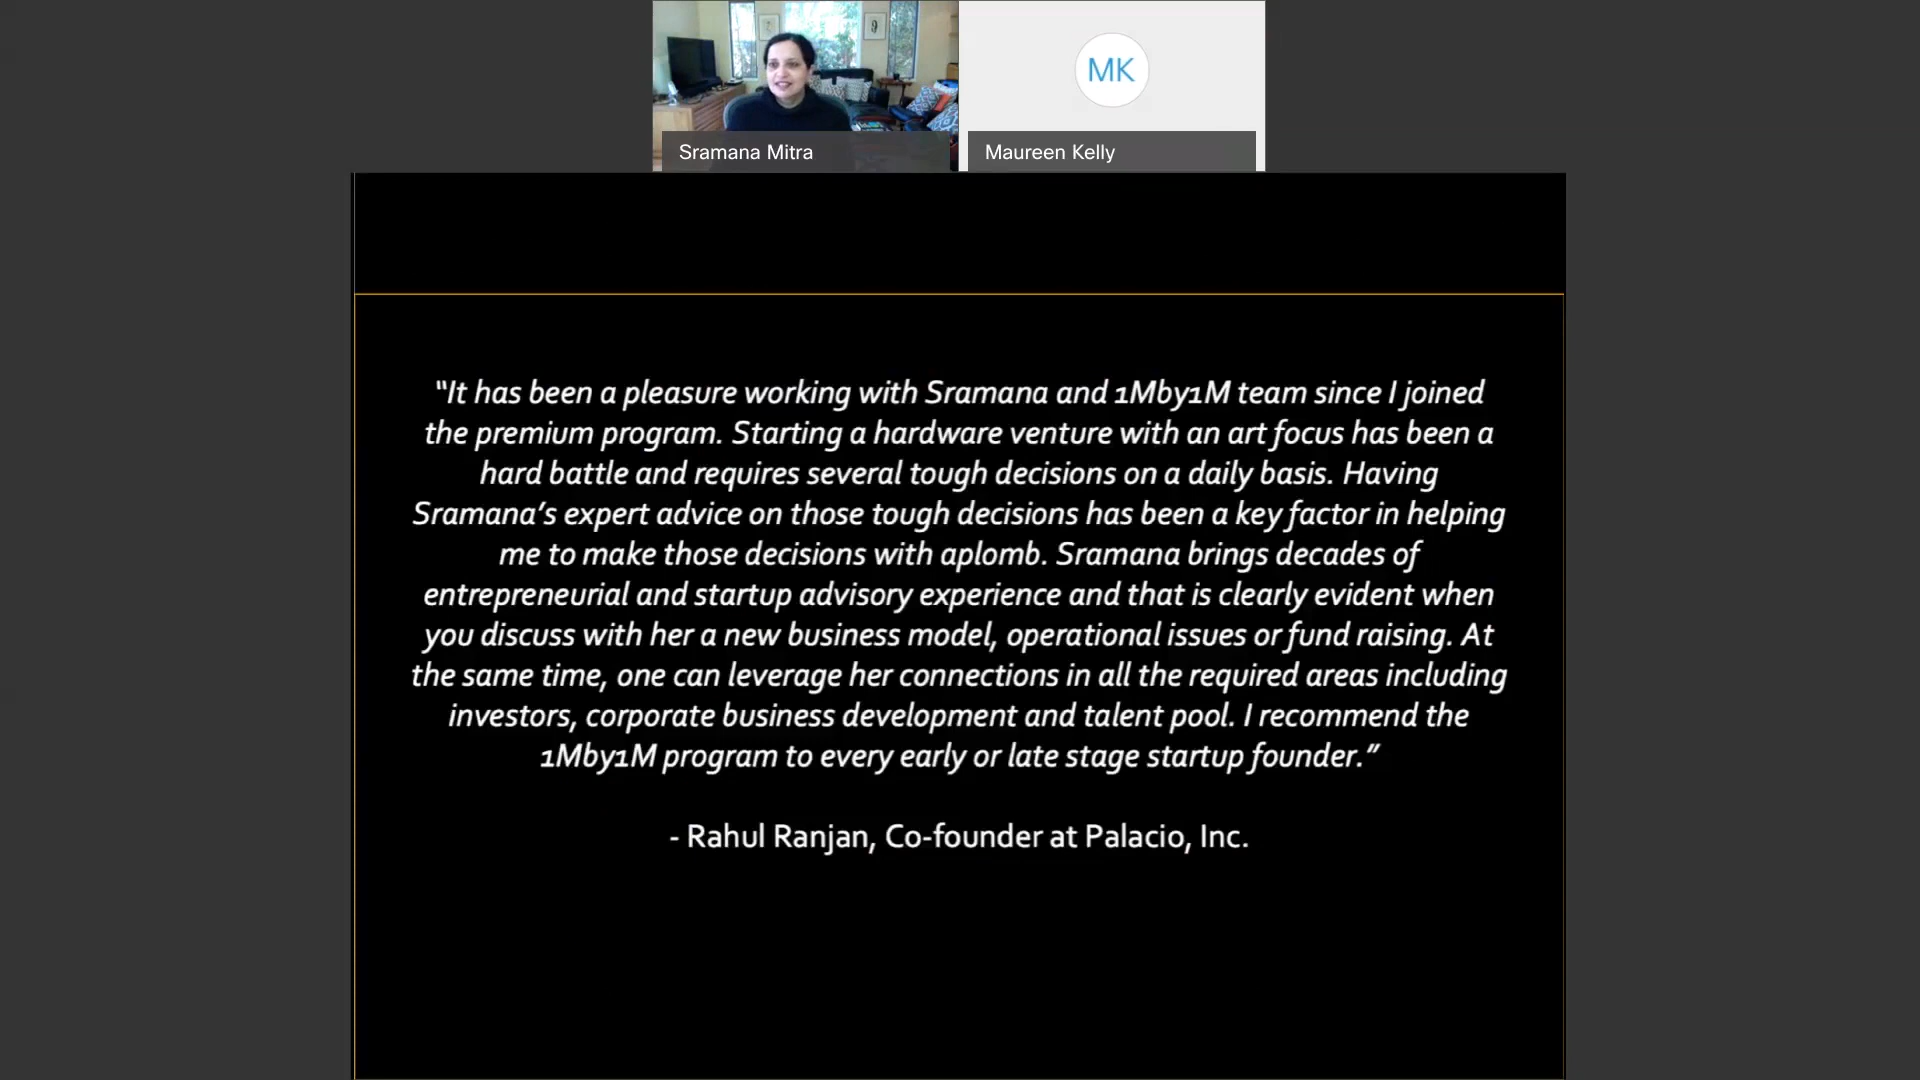 MK
Sramana Mitra
Maureen Kelly
“It has been a pleasure working with Sramana and 1Mby1M team since I joined
the premium program. Starting a hardware venture with an art focus has been a
hard battle and requires several tough decisions on a daily basis. Having
Sramana’s expert advice on those tough decisions has been a key factor in helping
me to make those decisions with aplomb. Sramana brings decades of
entrepreneurial and startup advisory experience and that is clearly evident when
you discuss with her a new business model, operational issues or fund raising. At
the same time, one can leverage her connections in all the required areas including
investors, corporate business development and talent pool. I recommend the
1Mby1M program to every early or late stage startup founder.”
- Rahul Ranjan, Co-founder at Palacio, Inc.